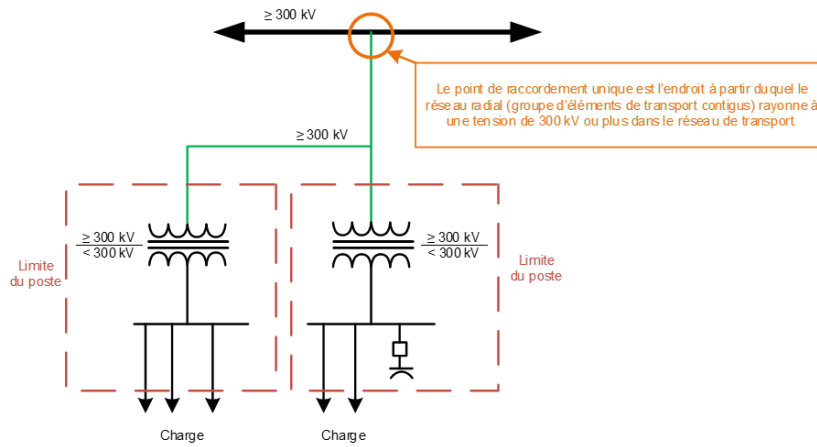 ≥ 300 kV
Le point de raccordement unique est l'endroit à partir duquel le
réseau radial (groupe d'éléments de transport contigus) rayonne à
une tension de 300 kV ou plus dans le réseau de transport.
≥ 300 kV
≥ 300 kV
< 300 kV
≥ 300 kV
< 300 kV
Limite
du poste
Limite
du poste
Charge
Charge